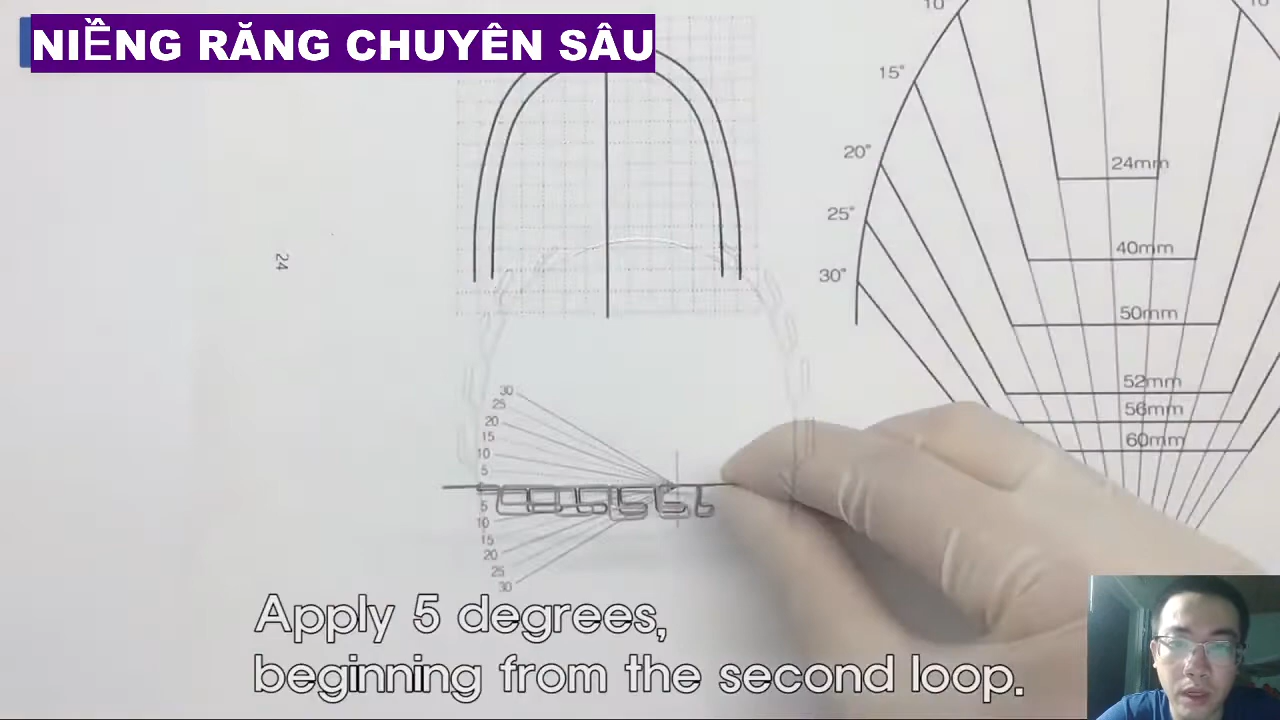 NIỀNG RĂNG CHUYÊN SÂU
10
10
15°
20°
25°
30°
24mm
40mm
50mm
52mm
56mm
60mm
24
30
25
20
15
10
5
0
5
10
15
20
25
30
Apply 5 degrees,
beginning from the second loop.